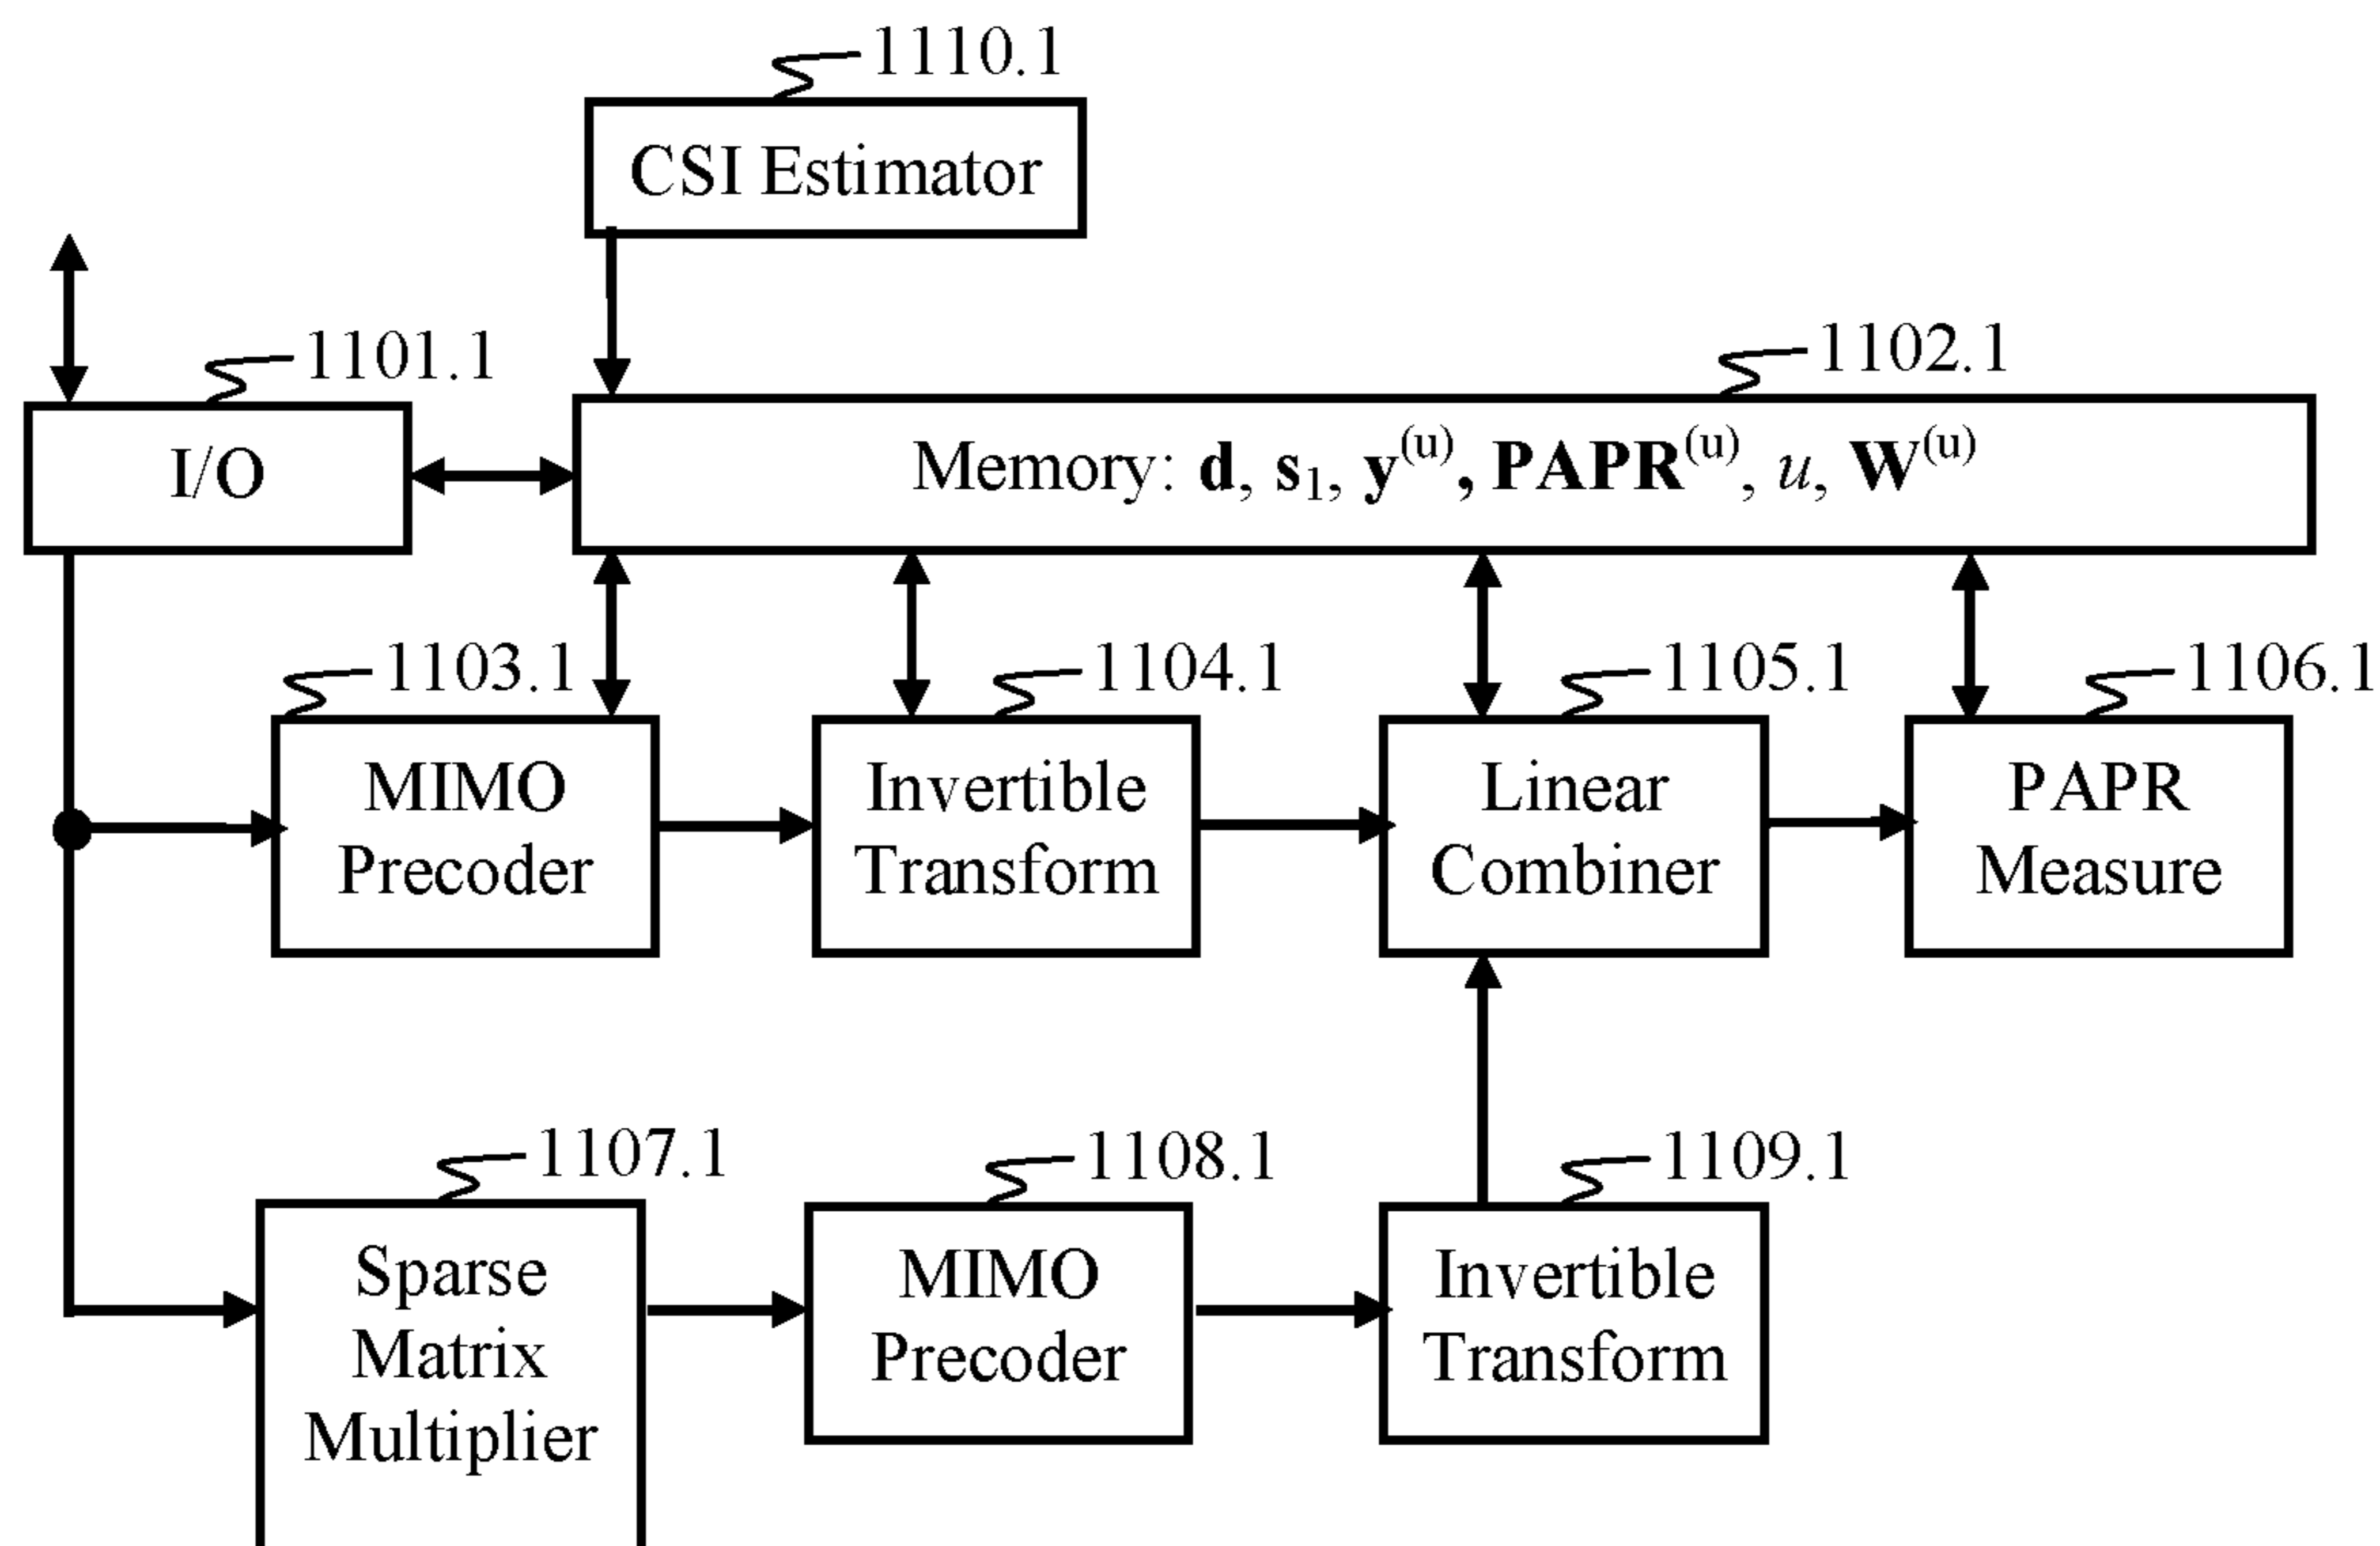 1110.1
CSI Estimator
1101.1
1102.1
I/O
Memory: d, s₁, y⁽ᵘ⁾, PAPR⁽ᵘ⁾, u, W⁽ᵘ⁾
1103.1
1104.1
1105.1
1106.1
MIMO
Precoder
Invertible
Transform
Linear
Combiner
PAPR
Measure
1107.1
1108.1
1109.1
Sparse
Matrix
Multiplier
MIMO
Precoder
Invertible
Transform